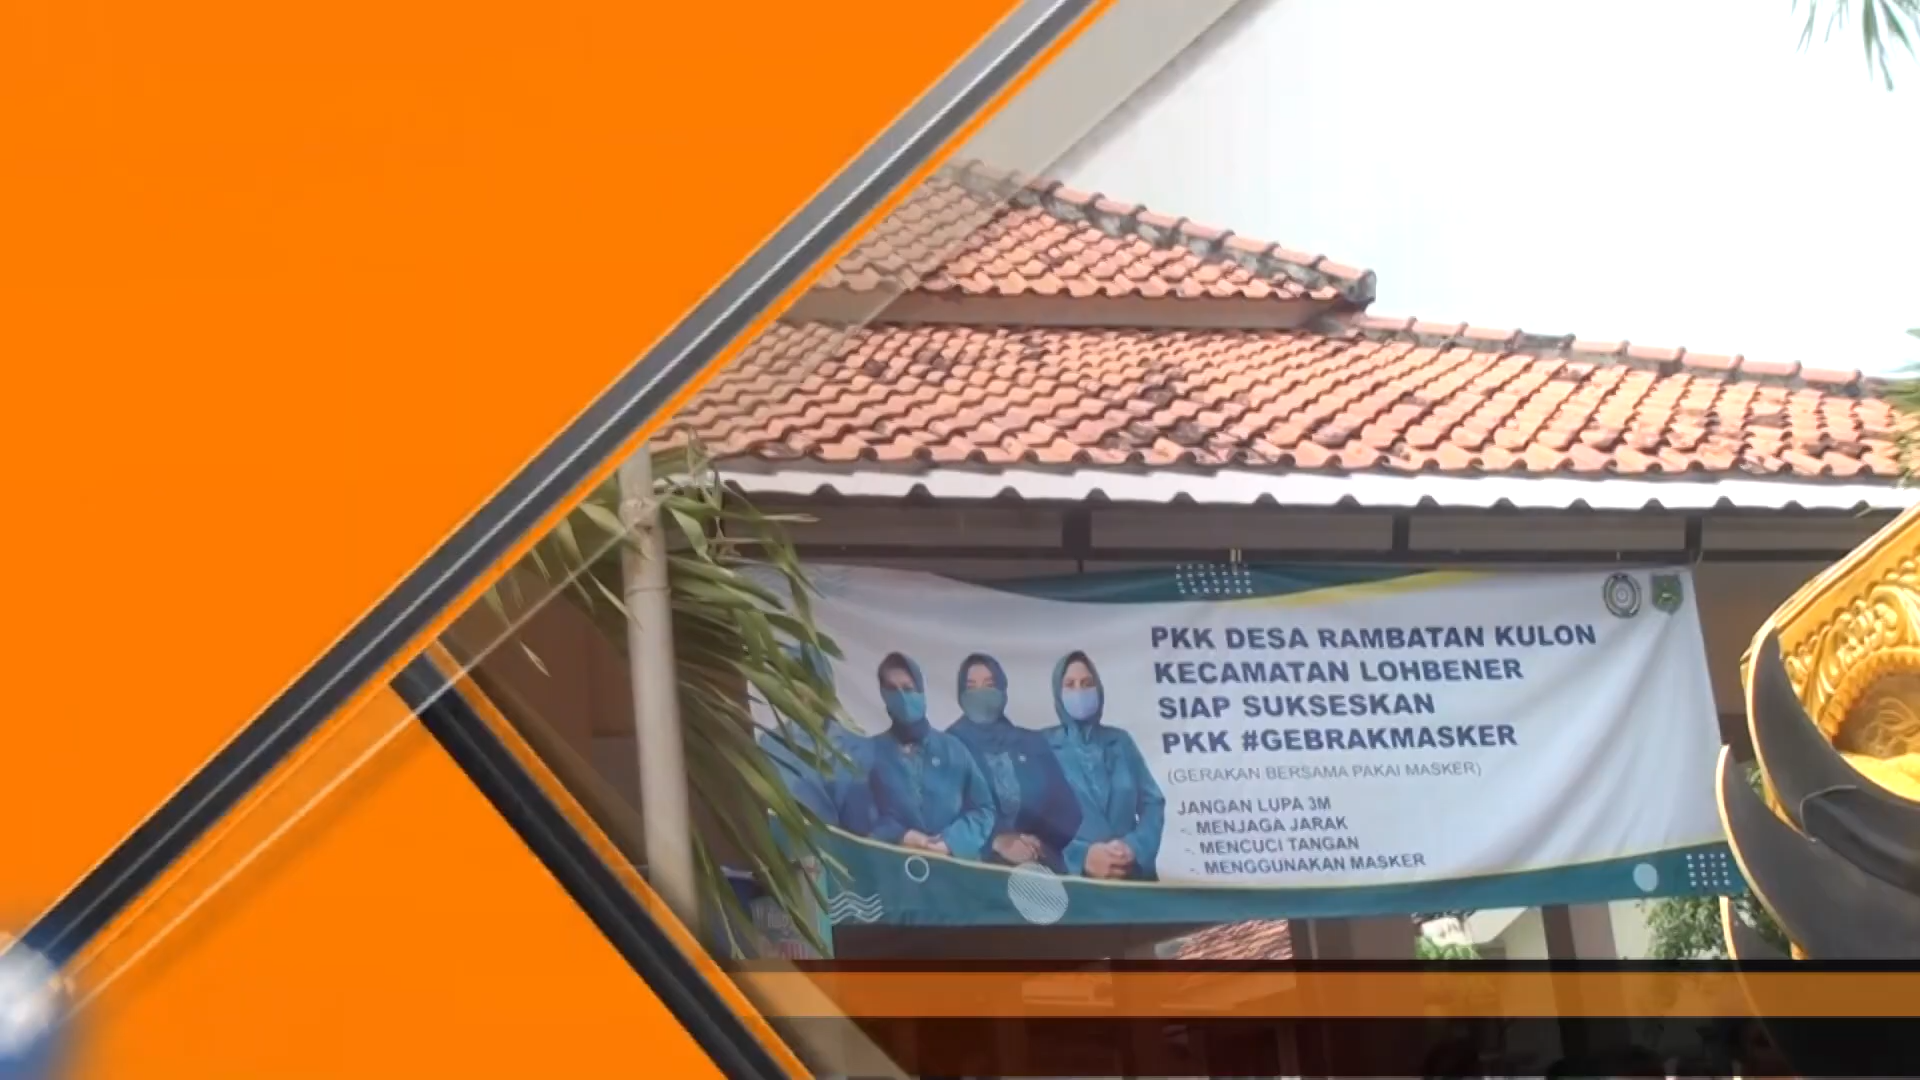 PKK DESA RAMBATAN KULON
KECAMATAN LOHBENER
SIAP SUKSESKAN
PKK #GEBRAKMASKER
(GERAKAN BERSAMA PAKAI MASKER)
JANGAN LUPA 3M
-. MENJAGA JARAK
-. MENCUCI TANGAN
-. MENGGUNAKAN MASKER